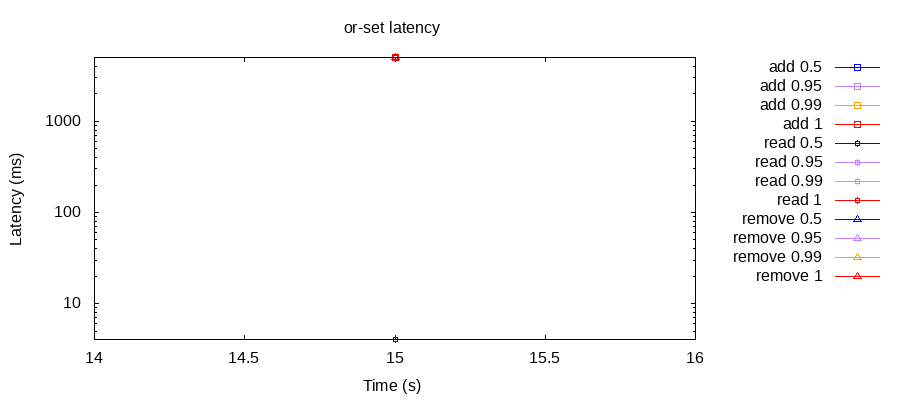 or-set latency
add 0.5
add 0.95
add 0.99
add 1
read 0.5
read 0.95
read 0.99
read 1
remove 0.5
remove 0.95
remove 0.99
remove 1
Latency (ms)
1000
100
10
14
14.5
15
15.5
16
Time (s)